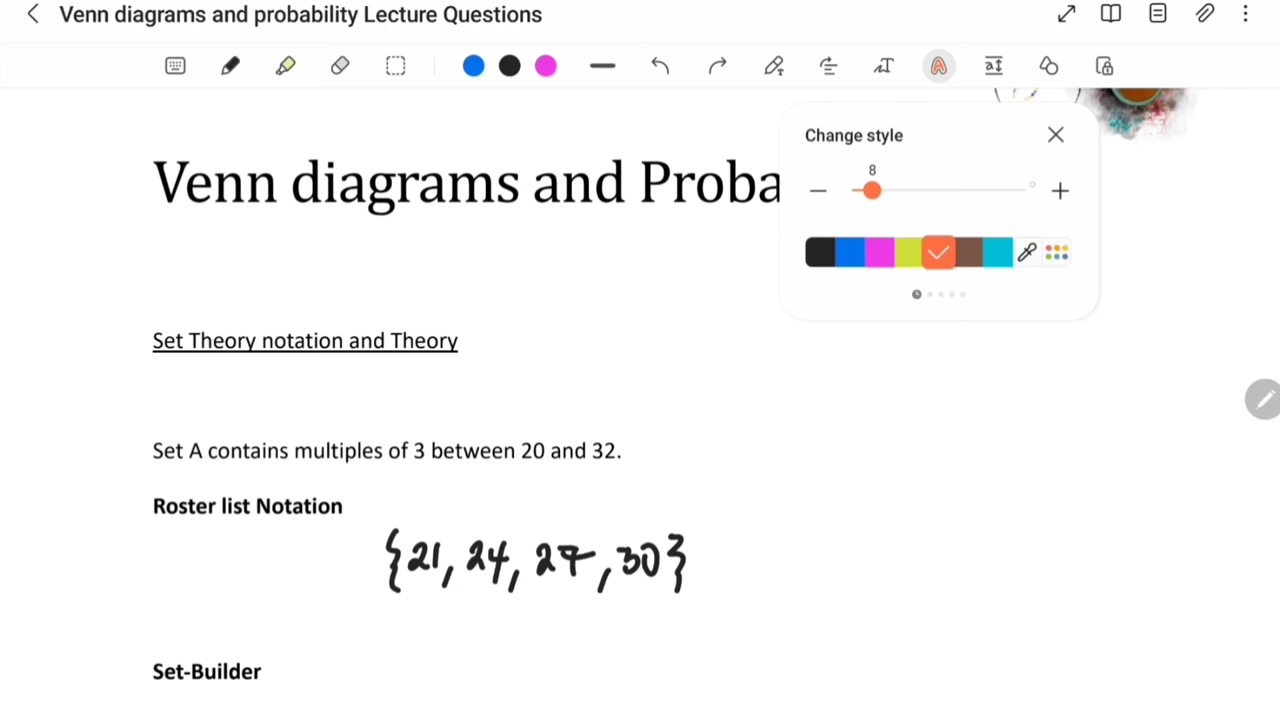 Venn diagrams and probability Lecture Questions
Change style
8
Venn diagrams and Proba
Set Theory notation and Theory
Set A contains multiples of 3 between 20 and 32.
Roster list Notation
{21, 24, 27, 30}
Set-Builder